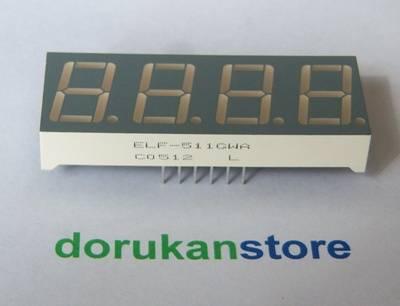 ELF-511GWA
C0512 L
dorukanstore